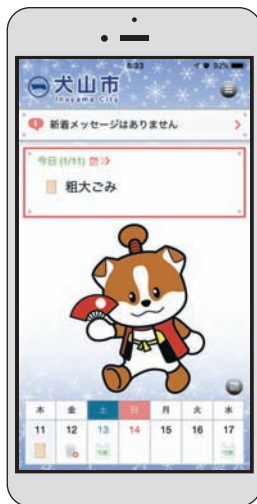 8:33 92%
犬山市
Inuyama City
新着メッセージはありません
今日(1/11)
粗大ごみ
木 金 土 日 月 火 水
11 12 13 14 15 16 17